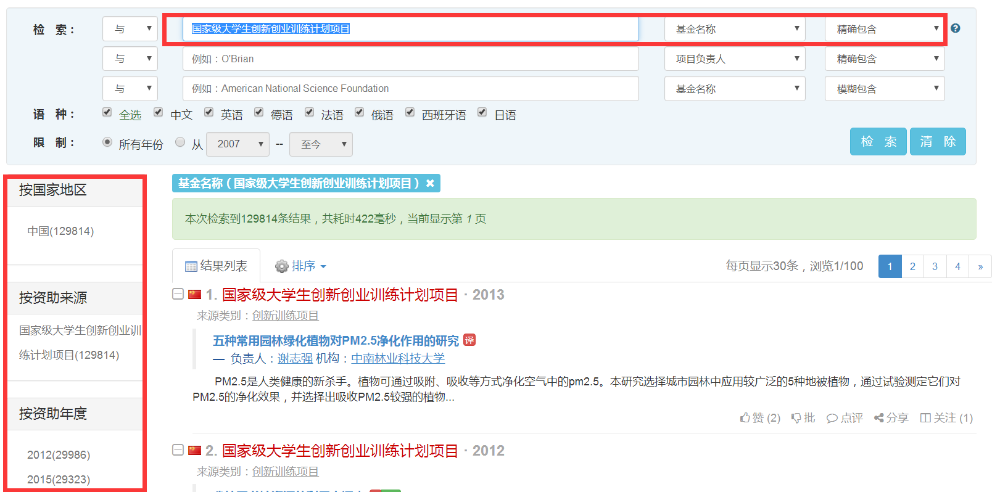 检 索： 与 国家级大学生创新创业训练计划项目 基金名称 精确包含
与 例如：O'Brian 项目负责人 精确包含
与 例如：American National Science Foundation 基金名称 模糊包含
语 种： 全选 中文 英语 德语 法语 俄语 西班牙语 日语
限 制： 所有年份 从 2007 -- 至今 检 索 清 除
按国家地区
中国(129814)
按资助来源
国家级大学生创新创业训
练计划项目(129814)
按资助年度
2012(29986)
2015(29323)
基金名称（国家级大学生创新创业训练计划项目） ✖
本次检索到129814条结果，共耗时422毫秒，当前显示第 1 页
结果列表 排序 每页显示30条，浏览1/100 1 2 3 4 »
1. 国家级大学生创新创业训练计划项目 · 2013
来源类别：创新训练项目
五种常用园林绿化植物对PM2.5净化作用的研究 译
— 负责人：谢志强 机构：中南林业科技大学
PM2.5是人类健康的新杀手。植物可通过吸附、吸收等方式净化空气中的pm2.5。本研究选择城市园林中应用较广泛的5种地被植物，通过试验测定它们对
PM2.5的净化效果，并选择出吸收PM2.5较强的植物...
赞 (2) 批 点评 分享 关注 (1)
2. 国家级大学生创新创业训练计划项目 · 2012
来源类别：创新训练项目